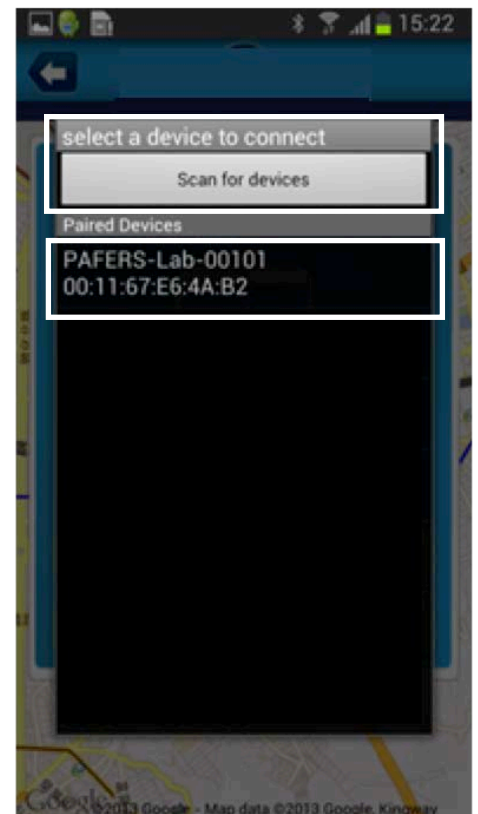 15:22
select a device to connect
Scan for devices
Paired Devices
PAFERS-Lab-00101
00:11:67:E6:4A:B2
Google ©2013 Google - Map data ©2013 Google, Kingway